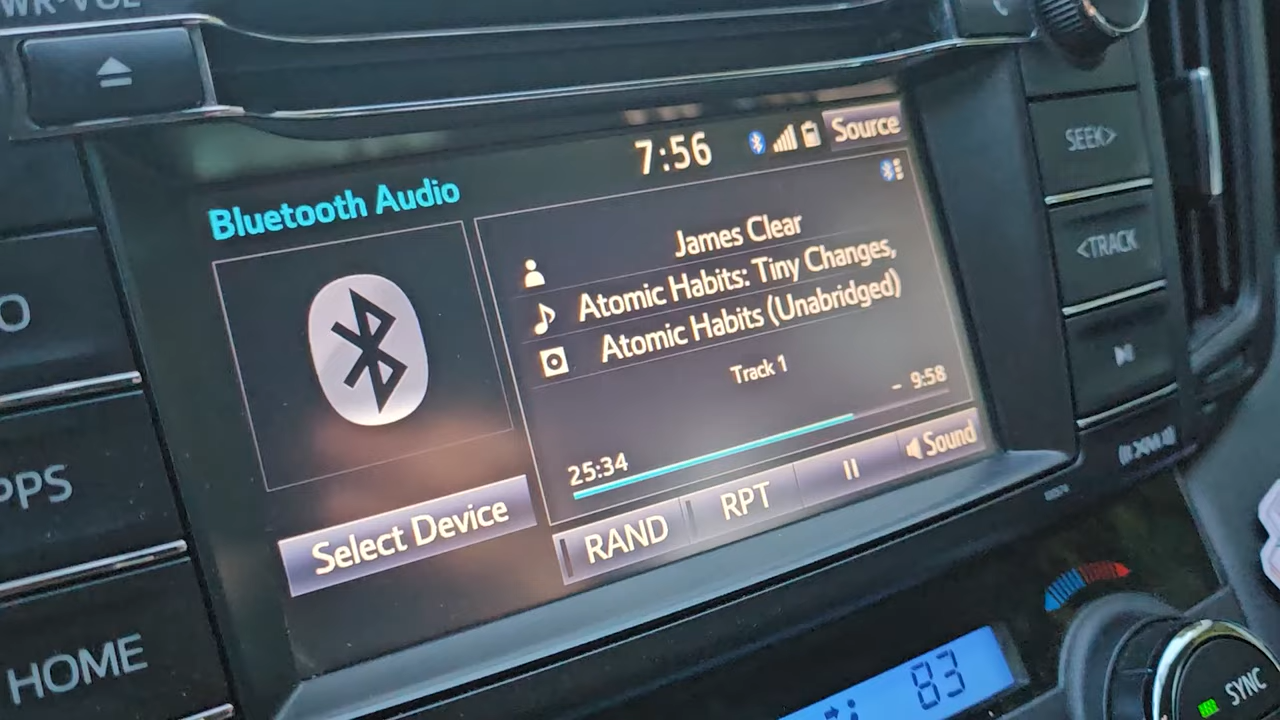 7:56
Source
Bluetooth Audio
James Clear
Atomic Habits: Tiny Changes,
Atomic Habits (Unabridged)
Track 1
25:34
- 9:58
Select Device
RAND
RPT
Sound
SEEK>
<TRACK
HOME
83
SYNC